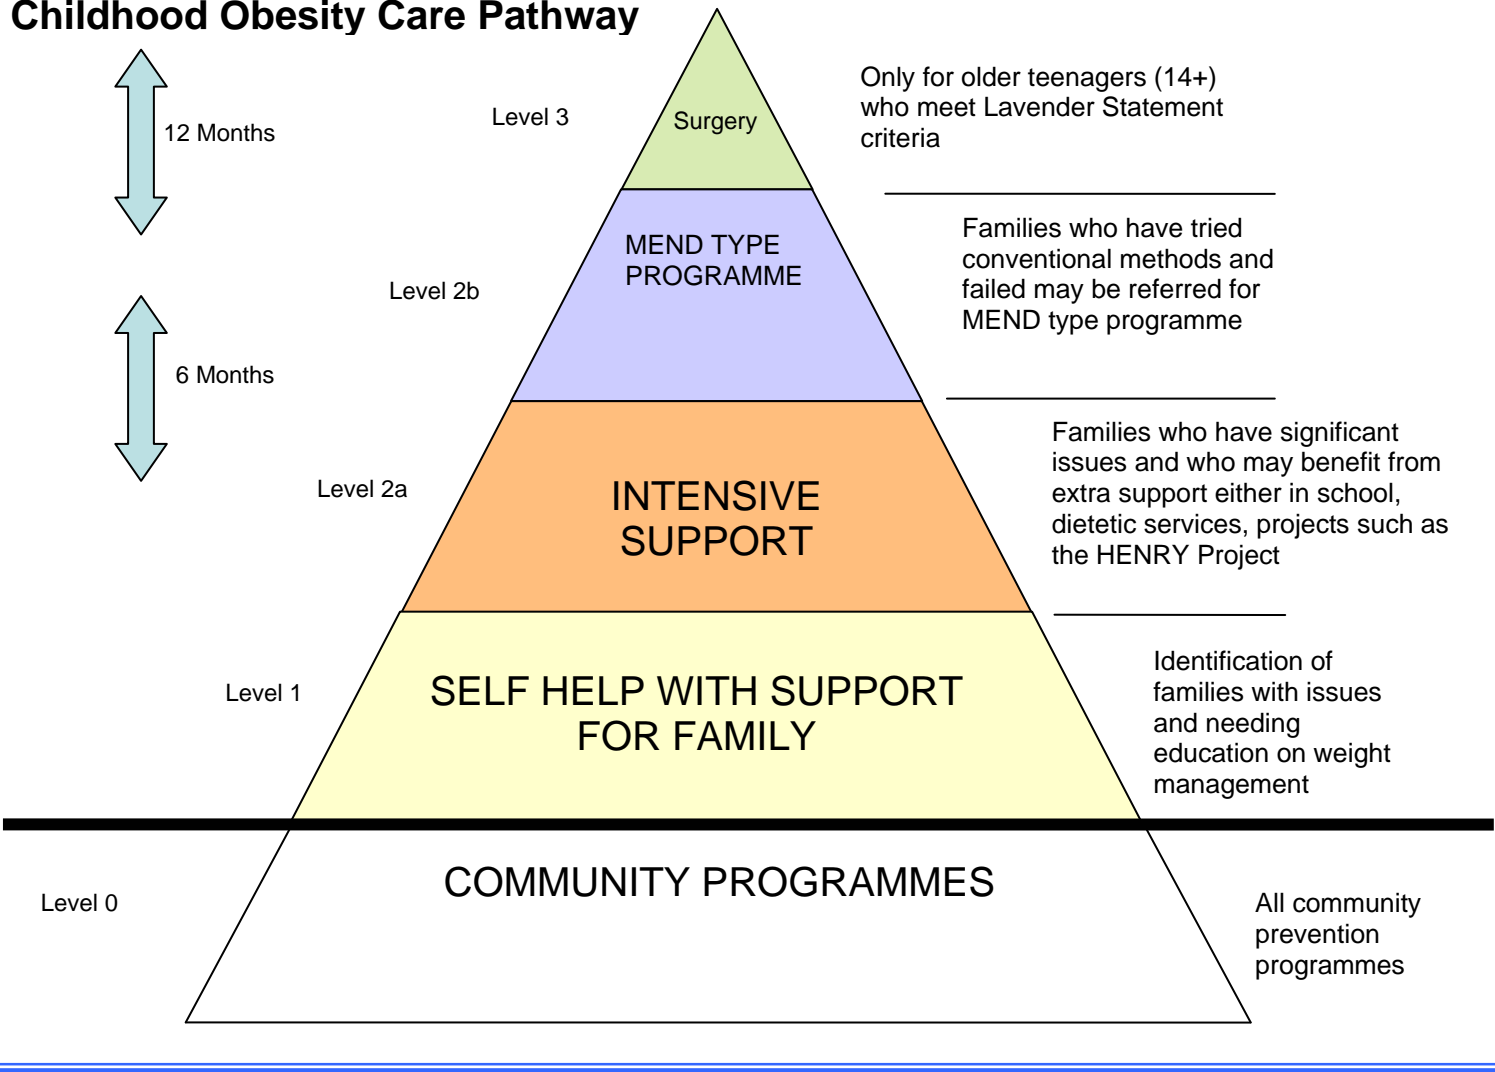 Childhood Obesity Care Pathway
12 Months
Level 3
Surgery
Only for older teenagers (14+)
who meet Lavender Statement
criteria
6 Months
Level 2b
MEND TYPE
PROGRAMME
Families who have tried
conventional methods and
failed may be referred for
MEND type programme
Level 2a
INTENSIVE
SUPPORT
Families who have significant
issues and who may benefit from
extra support either in school,
dietetic services, projects such as
the HENRY Project
Level 1
SELF HELP WITH SUPPORT
FOR FAMILY
Identification of
families with issues
and needing
education on weight
management
Level 0
COMMUNITY PROGRAMMES
All community
prevention
programmes